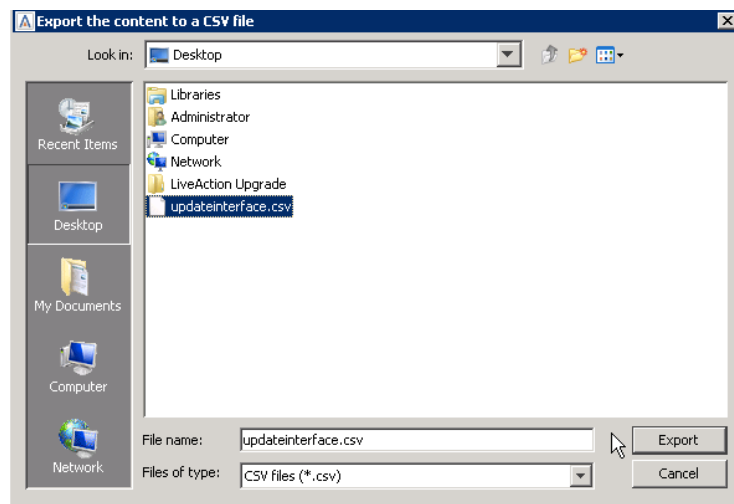 Export the content to a CSV file
Look in:
Desktop
Libraries
Administrator
Computer
Network
LiveAction Upgrade
updateinterface.csv
Recent Items
Desktop
My Documents
Computer
Network
File name:
updateinterface.csv
Export
Files of type:
CSV files (*.csv)
Cancel